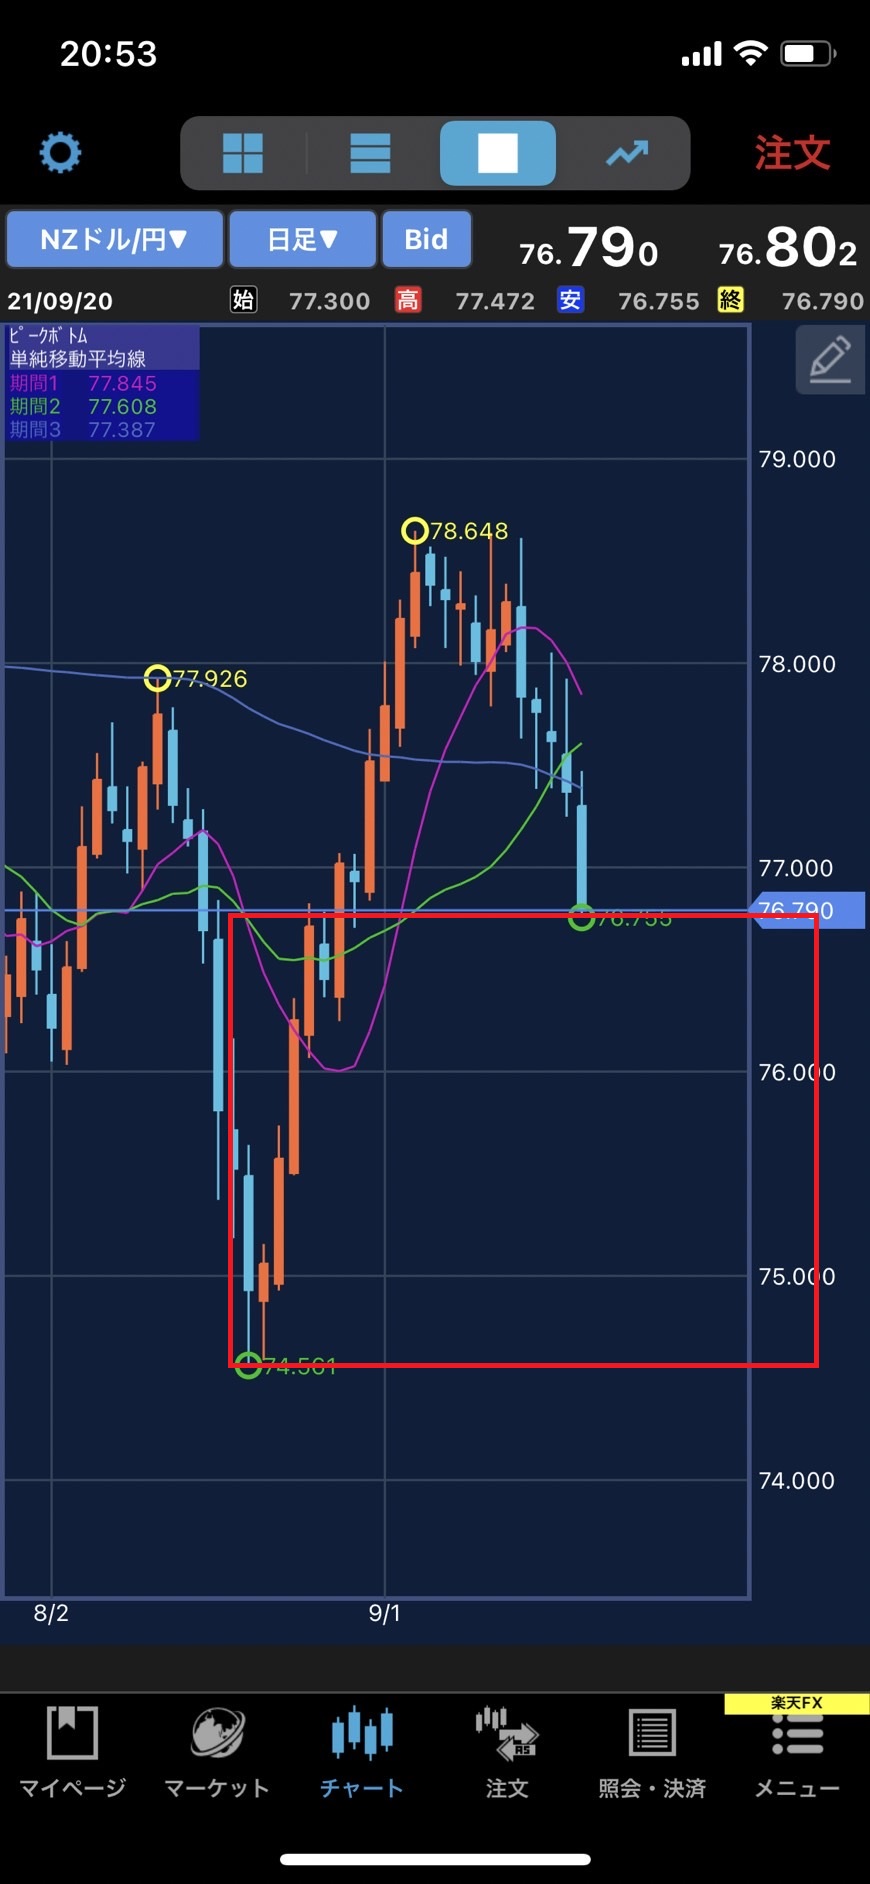 20:53
注文
NZドル/円▼ 日足▼ Bid 76.790 76.802
21/09/20 始 77.300 高 77.472 安 76.755 終 76.790
ピークボトム
単純移動平均線
期間1 77.845
期間2 77.608
期間3 77.387
79.000
78.648
78.000
77.926
77.000
76.790
76.755
76.000
75.000
74.561
74.000
8/2 9/1
楽天FX
マイページ マーケット チャート 注文 照会・決済 メニュー